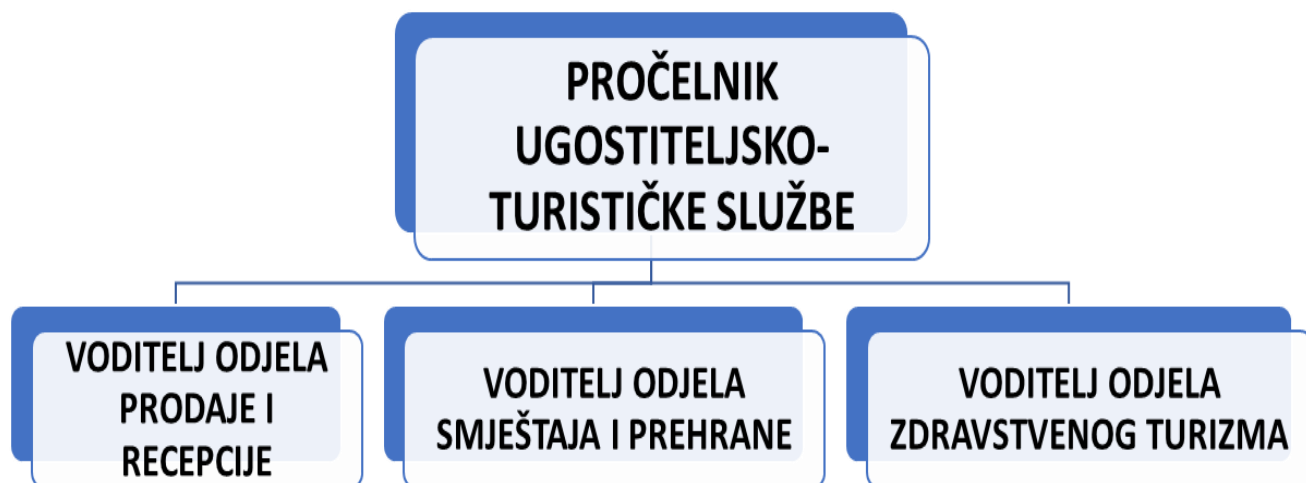 PROČELNIK
UGOSTITELJSKO-
TURISTIČKE SLUŽBE
VODITELJ ODJELA
PRODAJE I
RECEPCIJE
VODITELJ ODJELA
SMJEŠTAJA I PREHRANE
VODITELJ ODJELA
ZDRAVSTVENOG TURIZMA